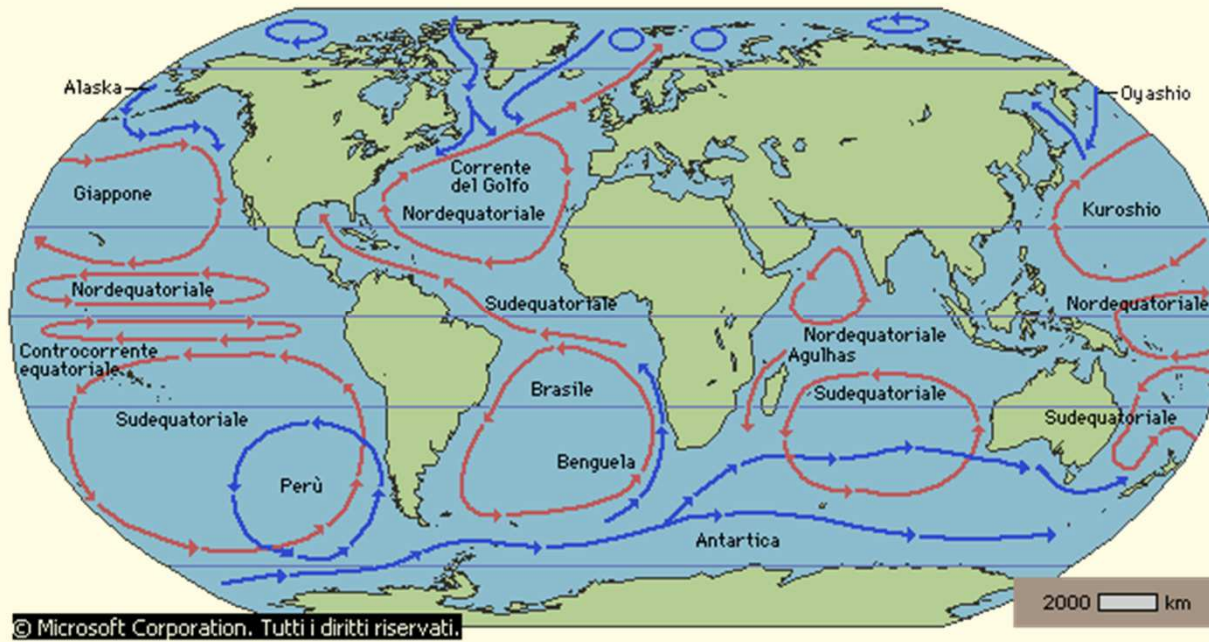 Alaska
Oyashio
Giappone
Corrente
del Golfo
Nordequatoriale
Kuroshio
Nordequatoriale
Sudequatoriale
Nordequatoriale
Nordequatoriale
Controcorrente
equatoriale
Agulhas
Brasile
Sudequatoriale
Sudequatoriale
Sudequatoriale
Benguela
Perù
Antartica
2000 km
© Microsoft Corporation. Tutti i diritti riservati.